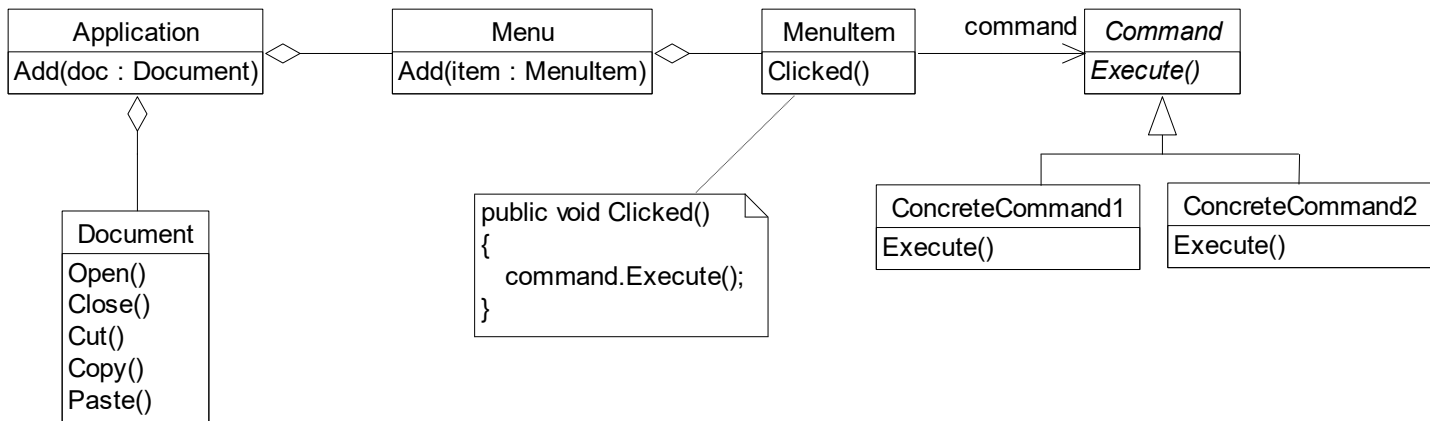 Application
Add(doc : Document)
Menu
Add(item : MenuItem)
MenuItem
Clicked()
command
Command
Execute()
Document
Open()
Close()
Cut()
Copy()
Paste()
public void Clicked()
{
command.Execute();
}
ConcreteCommand1
Execute()
ConcreteCommand2
Execute()